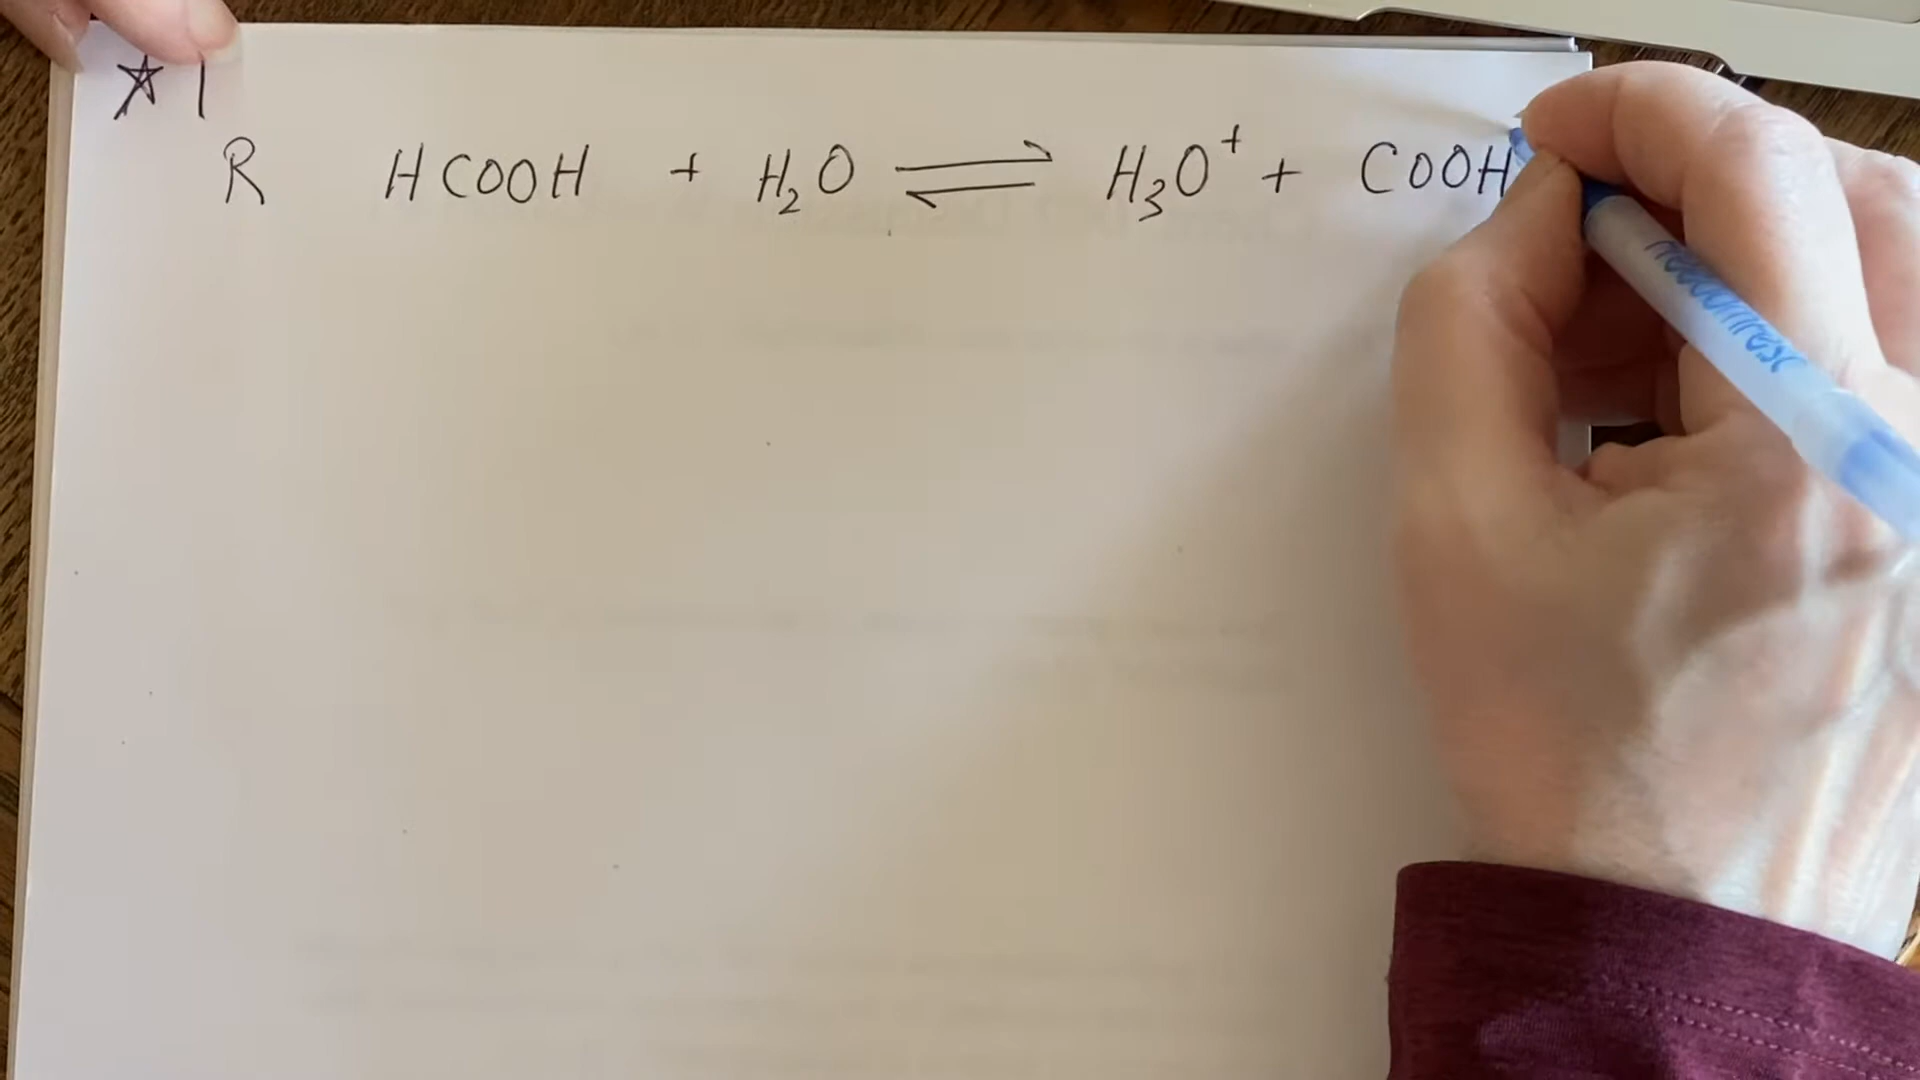 ☆ 1
R HCOOH + H₂O ⇌ H₃O⁺ + COOH